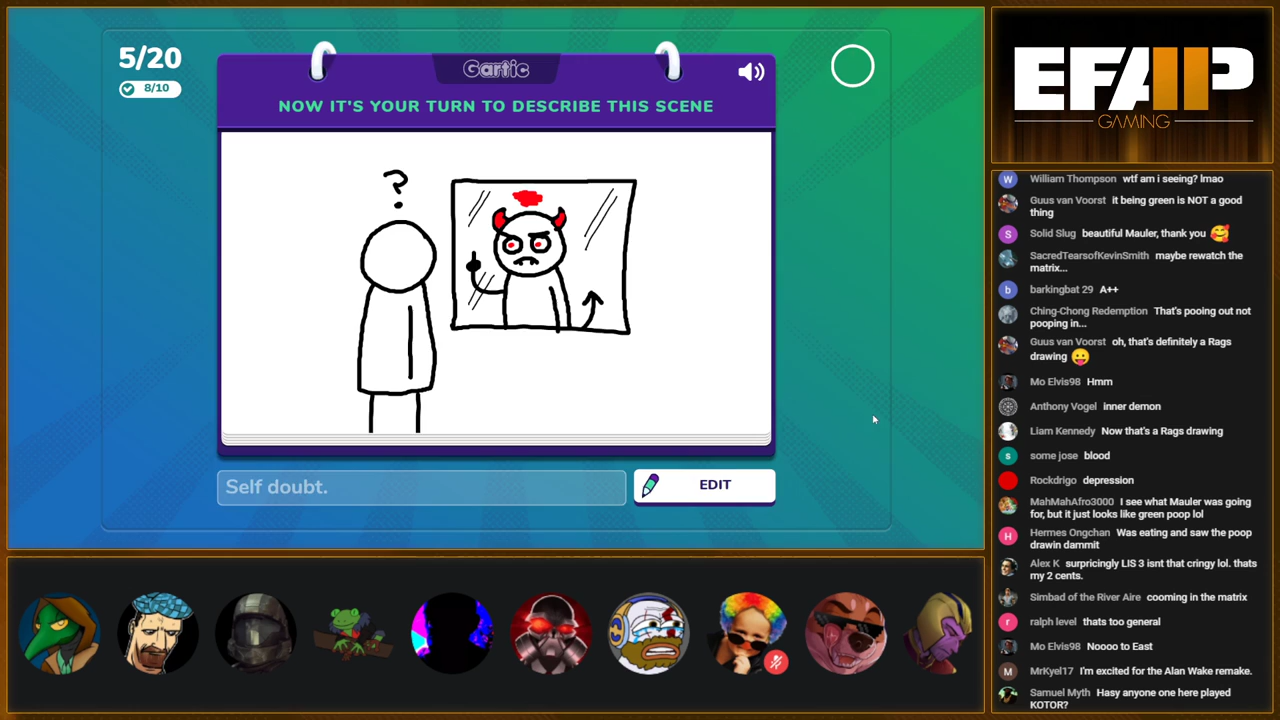 5/20
8/10
Gartic
NOW IT'S YOUR TURN TO DESCRIBE THIS SCENE
?
Self doubt.
EDIT
EFAP
GAMING
W William Thompson wtf am i seeing? lmao
Guus van Voorst it being green is NOT a good
thing
S Solid Slug beautiful Mauler, thank you
SacredTearsofKevinSmith maybe rewatch the
matrix...
b barkingbat 29 A++
Ching-Chong Redemption That's pooing out not
pooping in...
Guus van Voorst oh, that's definitely a Rags
drawing
Mo Elvis98 Hmm
Anthony Vogel inner demon
Liam Kennedy Now that's a Rags drawing
s some jose blood
Rockdrigo depression
MahMahAfro3000 I see what Mauler was going
for, but it just looks like green poop lol
H Hermes Ongchan Was eating and saw the poop
drawin dammit
Alex K surpricingly LIS 3 isnt that cringy lol. thats
my 2 cents.
Simbad of the River Aire cooming in the matrix
r ralph level thats too general
Mo Elvis98 Noooo to East
M MrKyel17 I'm excited for the Alan Wake remake.
Samuel Myth Hasy anyone one here played
KOTOR?